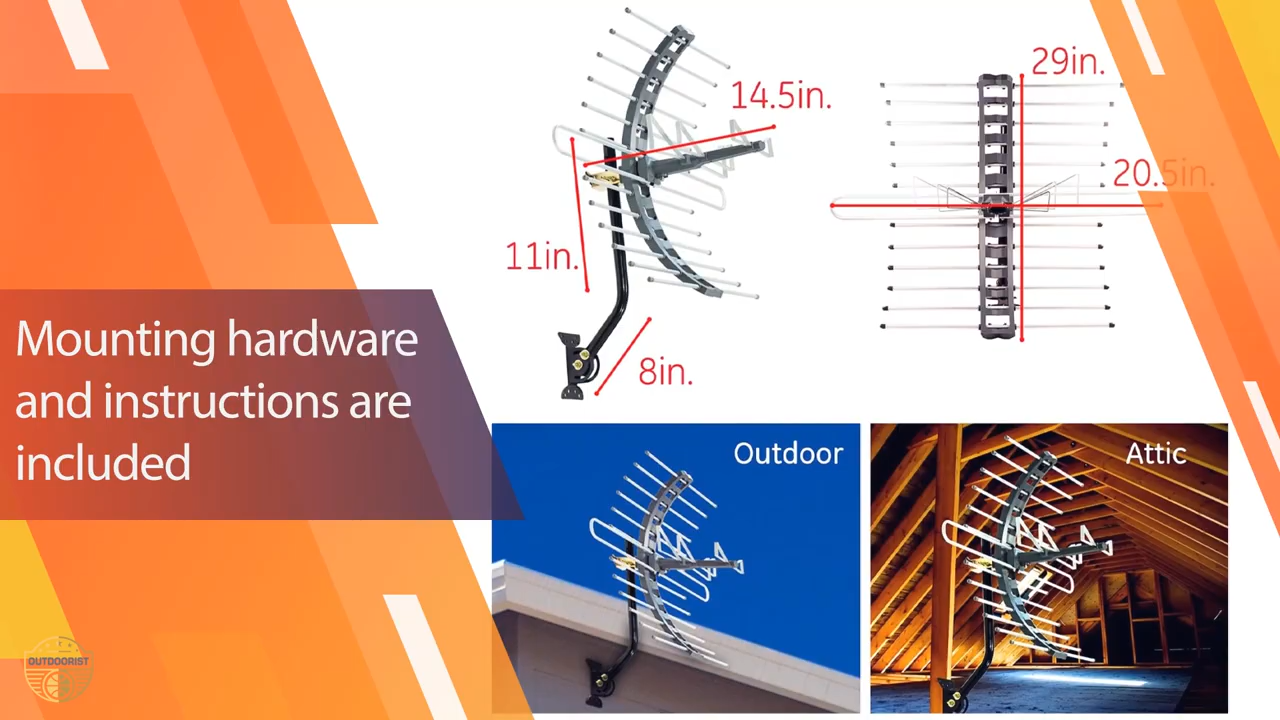 29in.
14.5in.
20.5in.
11in.
8in.
Mounting hardware
and instructions are
included
Outdoor
Attic
OUTDOORIST